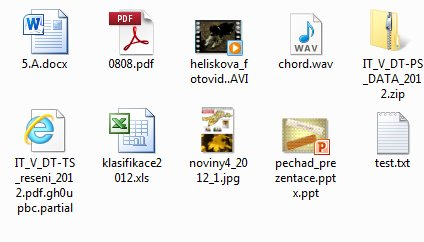 PDF
WAV
5.A.docx
0808.pdf
heliskova_f
otovid..AVI
chord.wav
IT_V_DT-PS
_DATA_201
2.zip
IT_V_DT-TS
_reseni_201
2.pdf.gh0u
pbc.partial
klasifikace2
012.xls
noviny4_20
12_1.jpg
pechad_pre
zentace.ppt
x.ppt
test.txt